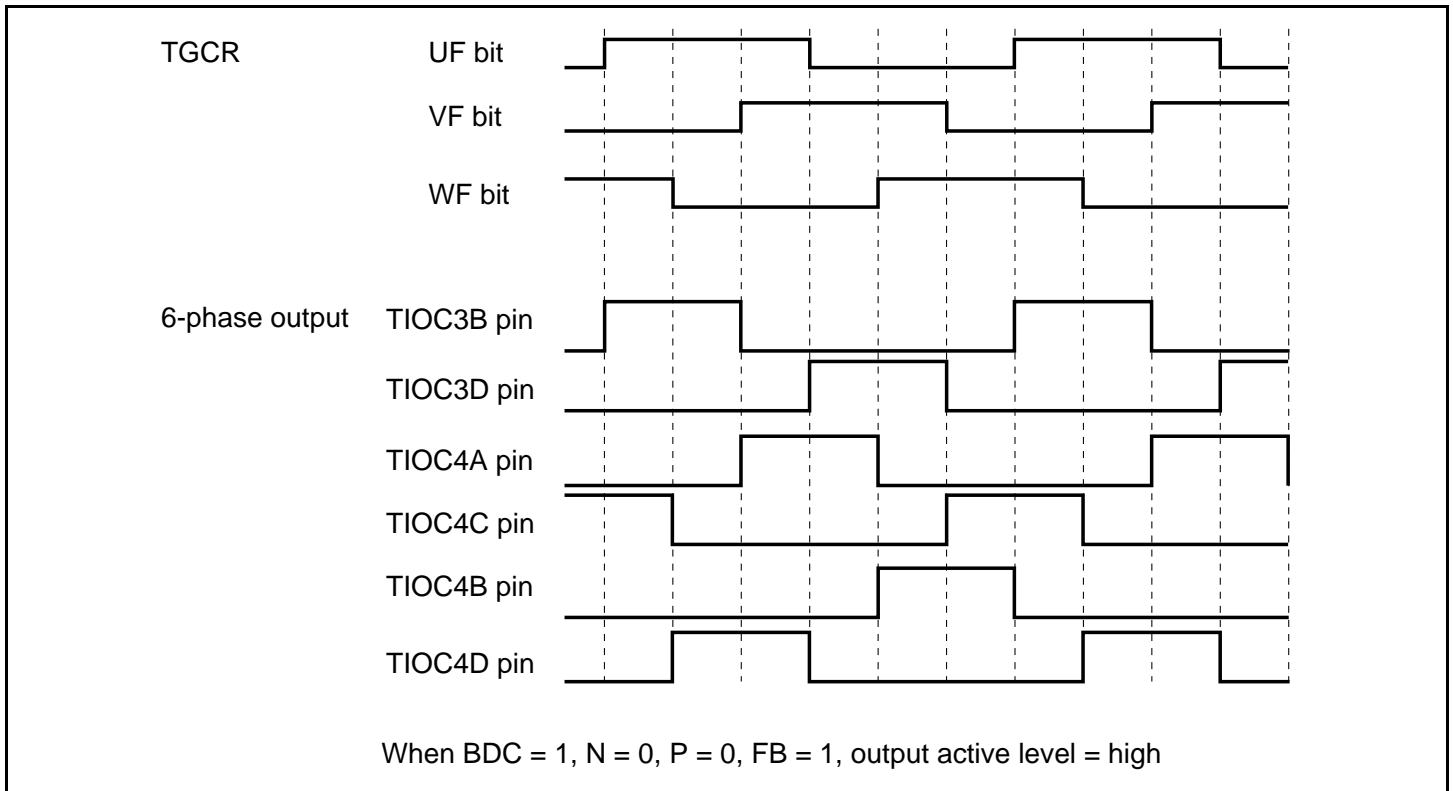 TGCR UF bit
VF bit
WF bit
6-phase output TIOC3B pin
TIOC3D pin
TIOC4A pin
TIOC4C pin
TIOC4B pin
TIOC4D pin
When BDC = 1, N = 0, P = 0, FB = 1, output active level = high